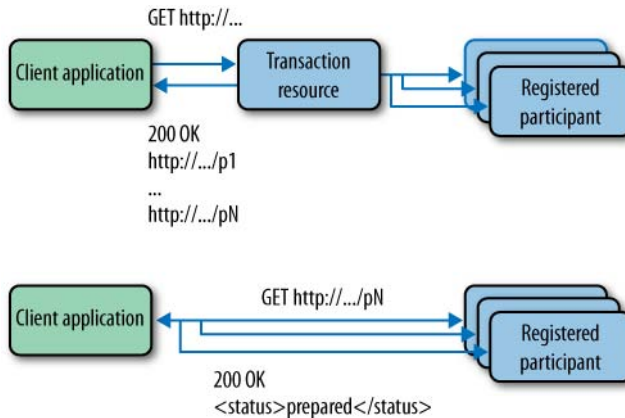 GET http://...
Client application
Transaction
resource
Registered
participant
200 OK
http://.../p1
...
http://.../pN
Client application
GET http://.../pN
Registered
participant
200 OK
<status>prepared</status>